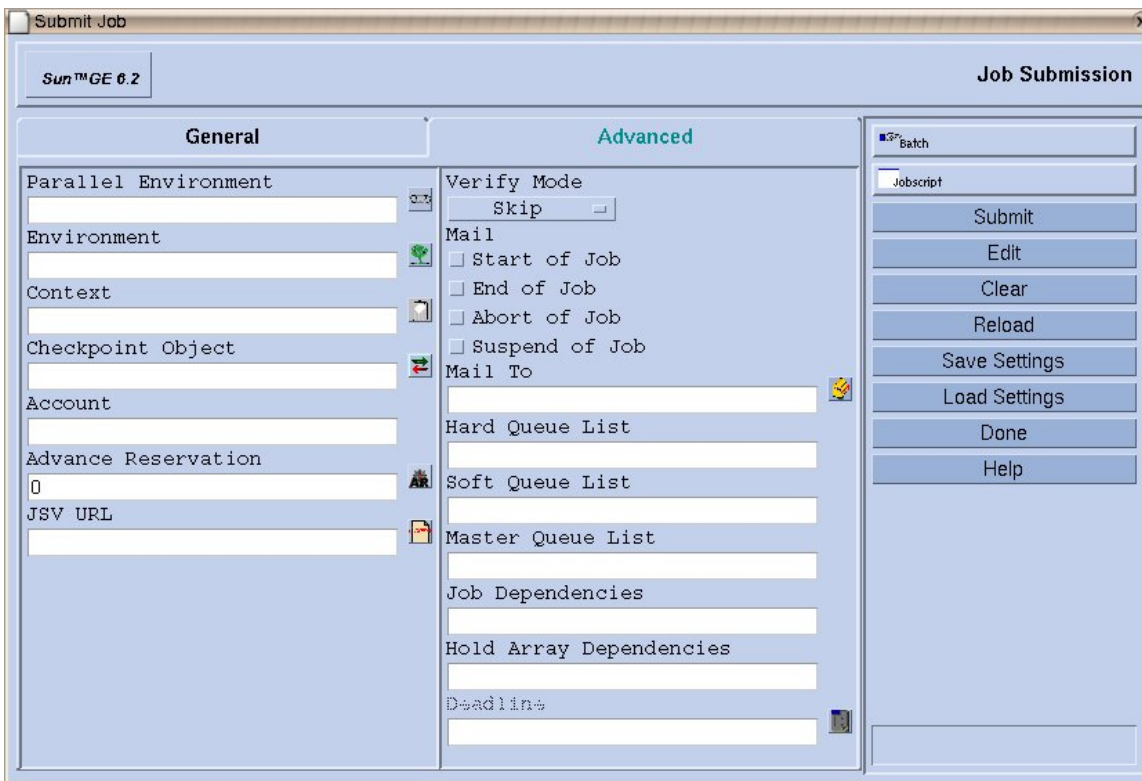 Submit Job
Sun™GE 6.2
Job Submission
General
Advanced
Parallel Environment
Environment
Context
Checkpoint Object
Account
Advance Reservation
0
AR
JSV URL
Verify Mode
Skip
Mail
Start of Job
End of Job
Abort of Job
Suspend of Job
Mail To
Hard Queue List
Soft Queue List
Master Queue List
Job Dependencies
Hold Array Dependencies
Deadline
Batch
Jobscript
Submit
Edit
Clear
Reload
Save Settings
Load Settings
Done
Help